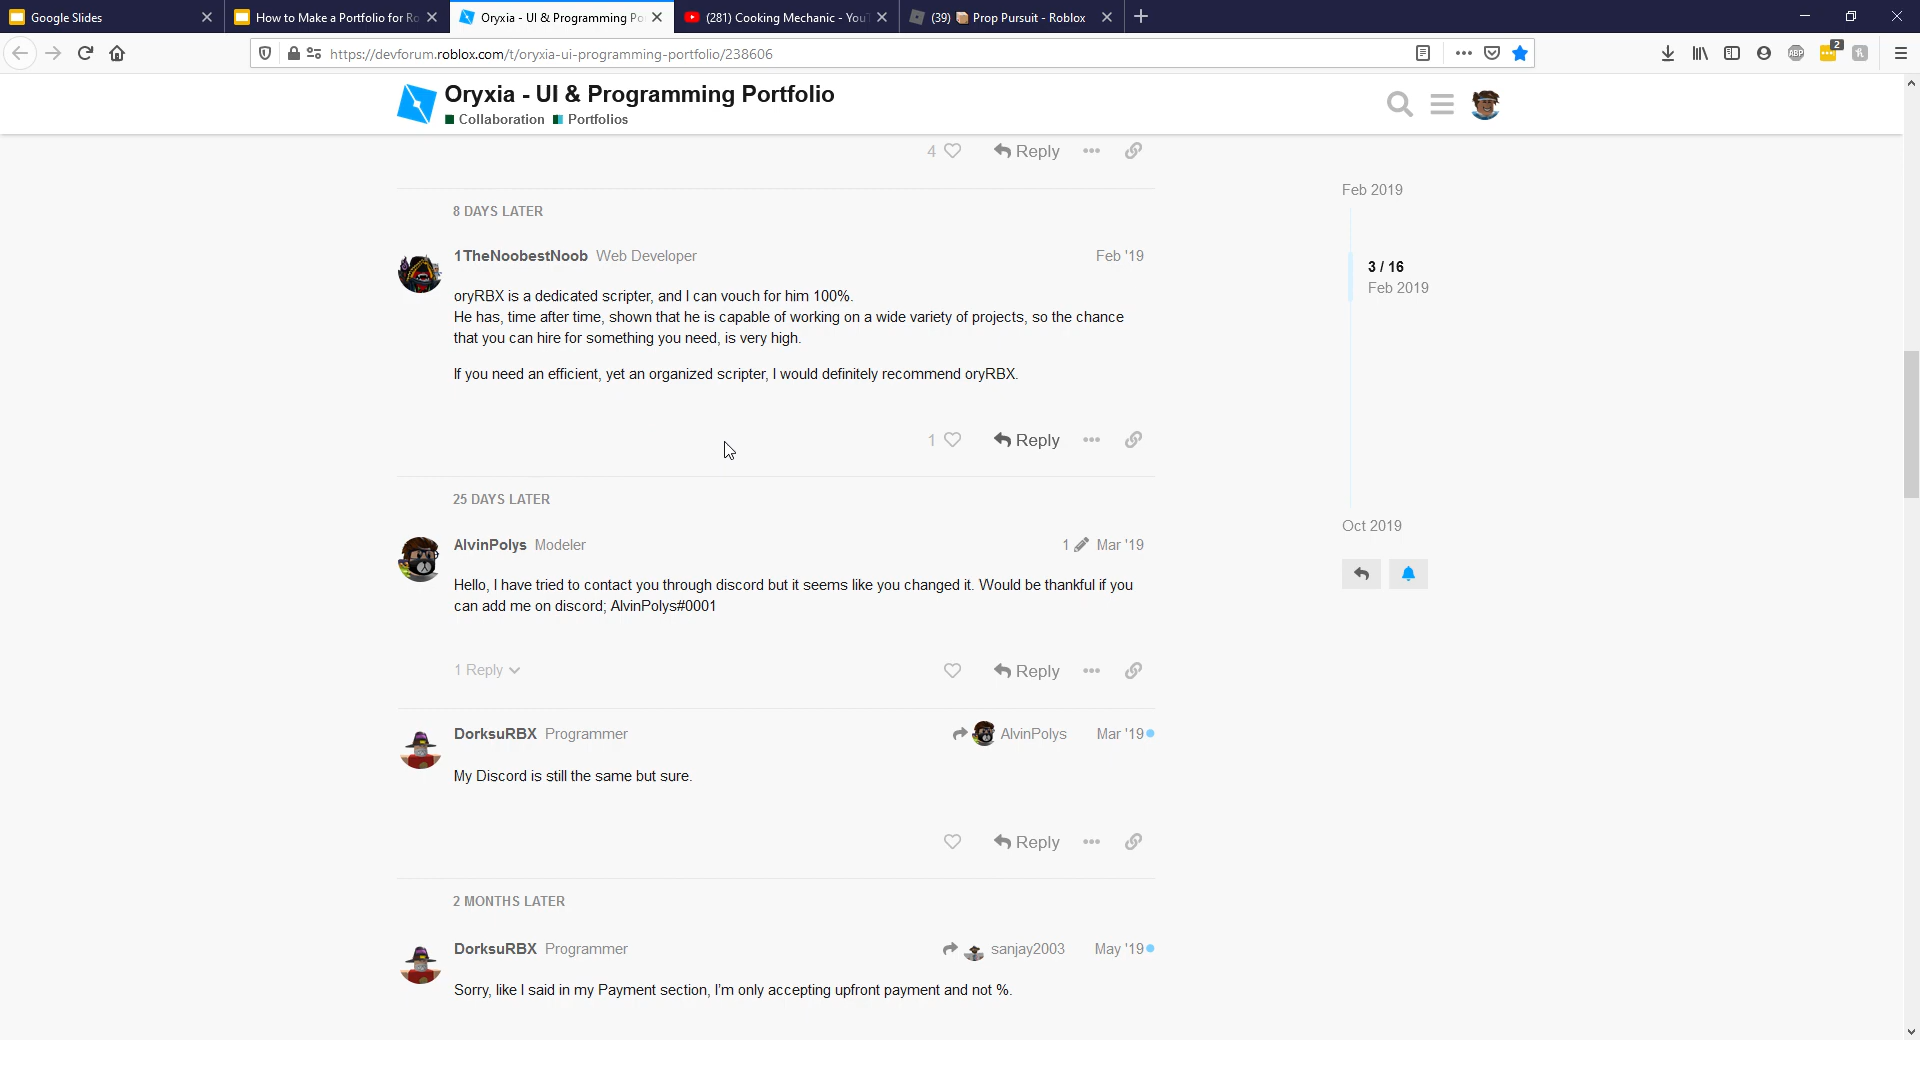 Google Slides
How to Make a Portfolio for Ro
Oryxia - UI & Programming Po
(281) Cooking Mechanic - YouT
(39) 📦 Prop Pursuit - Roblox
https://devforum.roblox.com/t/oryxia-ui-programming-portfolio/238606
ABP
2
Oryxia - UI & Programming Portfolio
Collaboration Portfolios
4 Reply
Feb 2019
8 DAYS LATER
1TheNoobestNoob Web Developer Feb '19
3 / 16
Feb 2019
oryRBX is a dedicated scripter, and I can vouch for him 100%.
He has, time after time, shown that he is capable of working on a wide variety of projects, so the chance
that you can hire for something you need, is very high.
If you need an efficient, yet an organized scripter, I would definitely recommend oryRBX.
1 Reply
25 DAYS LATER
Oct 2019
AlvinPolys Modeler 1 Mar '19
Hello, I have tried to contact you through discord but it seems like you changed it. Would be thankful if you
can add me on discord; AlvinPolys#0001
1 Reply Reply
DorksuRBX Programmer AlvinPolys Mar '19
My Discord is still the same but sure.
Reply
2 MONTHS LATER
DorksuRBX Programmer sanjay2003 May '19
Sorry, like I said in my Payment section, I'm only accepting upfront payment and not %.